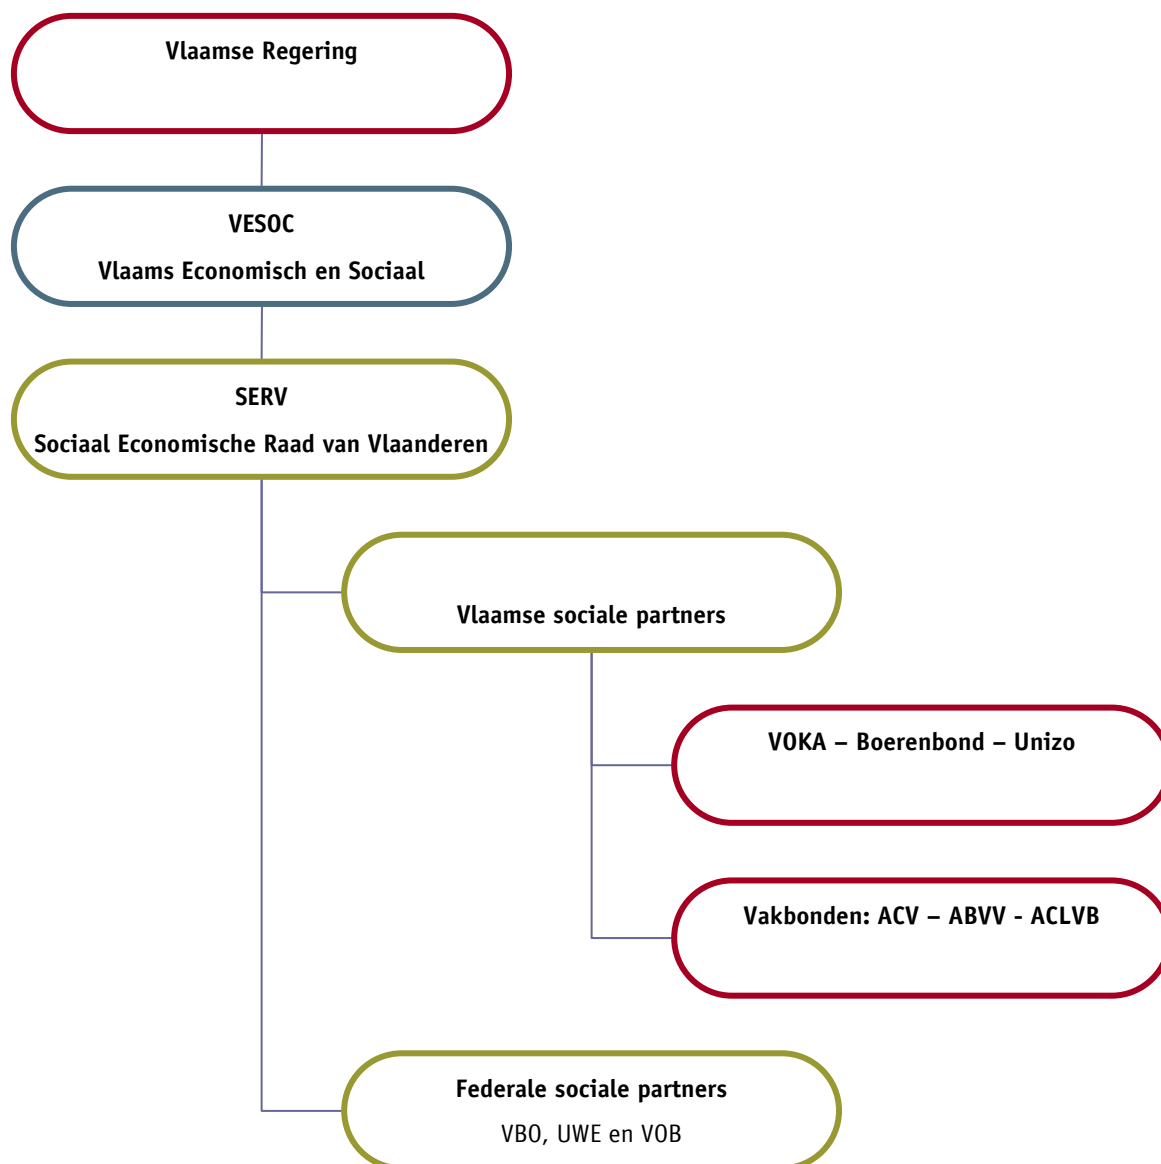 Vlaamse Regering
VESOC
Vlaams Economisch en Sociaal
SERV
Sociaal Economische Raad van Vlaanderen
Vlaamse sociale partners
VOKA – Boerenbond – Unizo
Vakbonden: ACV – ABVV - ACLVB
Federale sociale partners
VBO, UWE en VOB